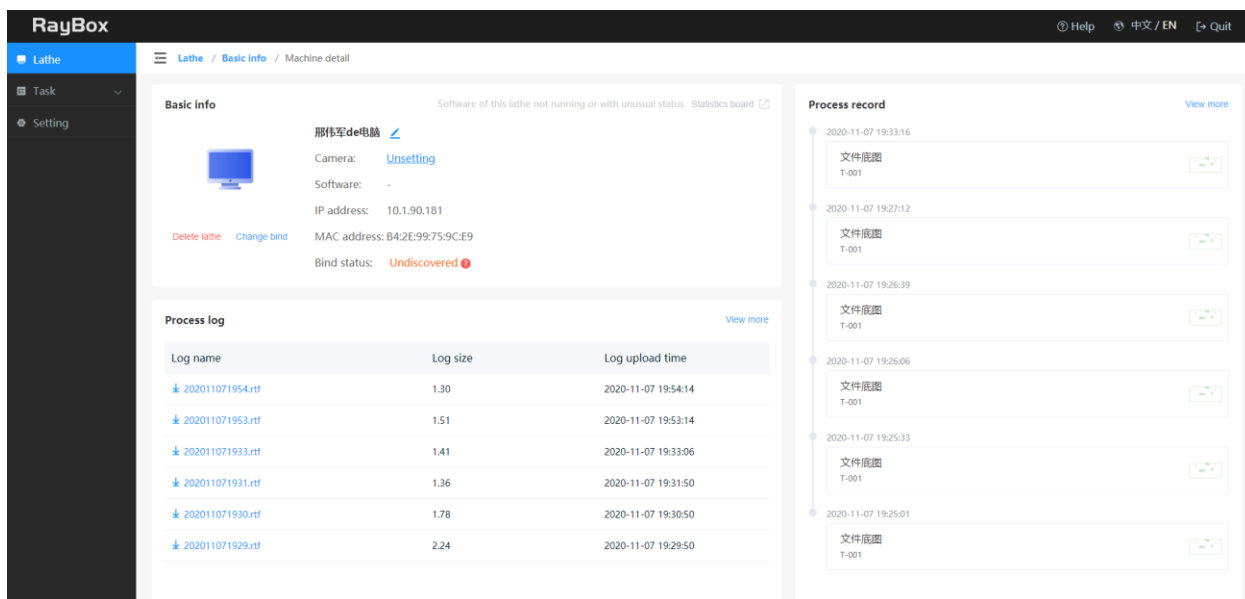 RayBox
Help 中文 / EN Quit
Lathe
Task
Setting
Lathe / Basic info / Machine detail
Basic info
Software of this lathe not running or with unusual status Statistics board
邢伟军de电脑
Camera: Unsetting
Software: -
IP address: 10.1.90.181
Delete lathe Change bind
MAC address: B4:2E:99:75:9C:E9
Bind status: Undiscovered ?
Process log View more
Log name Log size Log upload time
202011071954.rtf 1.30 2020-11-07 19:54:14
202011071953.rtf 1.51 2020-11-07 19:53:14
202011071933.rtf 1.41 2020-11-07 19:33:06
202011071931.rtf 1.36 2020-11-07 19:31:50
202011071930.rtf 1.78 2020-11-07 19:30:50
202011071929.rtf 2.24 2020-11-07 19:29:50
Process record View more
2020-11-07 19:33:16
文件底图
T-001
2020-11-07 19:27:12
文件底图
T-001
2020-11-07 19:26:39
文件底图
T-001
2020-11-07 19:26:06
文件底图
T-001
2020-11-07 19:25:33
文件底图
T-001
2020-11-07 19:25:01
文件底图
T-001